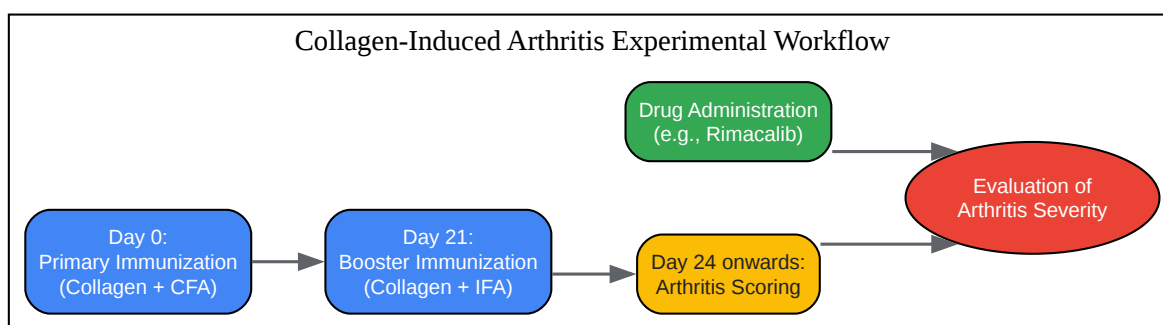 Collagen-Induced Arthritis Experimental Workflow
Drug Administration
(e.g., Rimacalib)
Evaluation of
Arthritis Severity
Day 0:
Primary Immunization
(Collagen + CFA)
Day 21:
Booster Immunization
(Collagen + IFA)
Day 24 onwards:
Arthritis Scoring